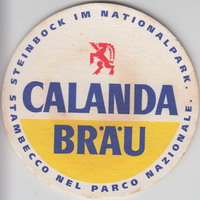 STEINBOCK IM NATIONALPARK.
CALANDA
BRÄU
STAMBECCO NEL PARCO NAZIONALE.